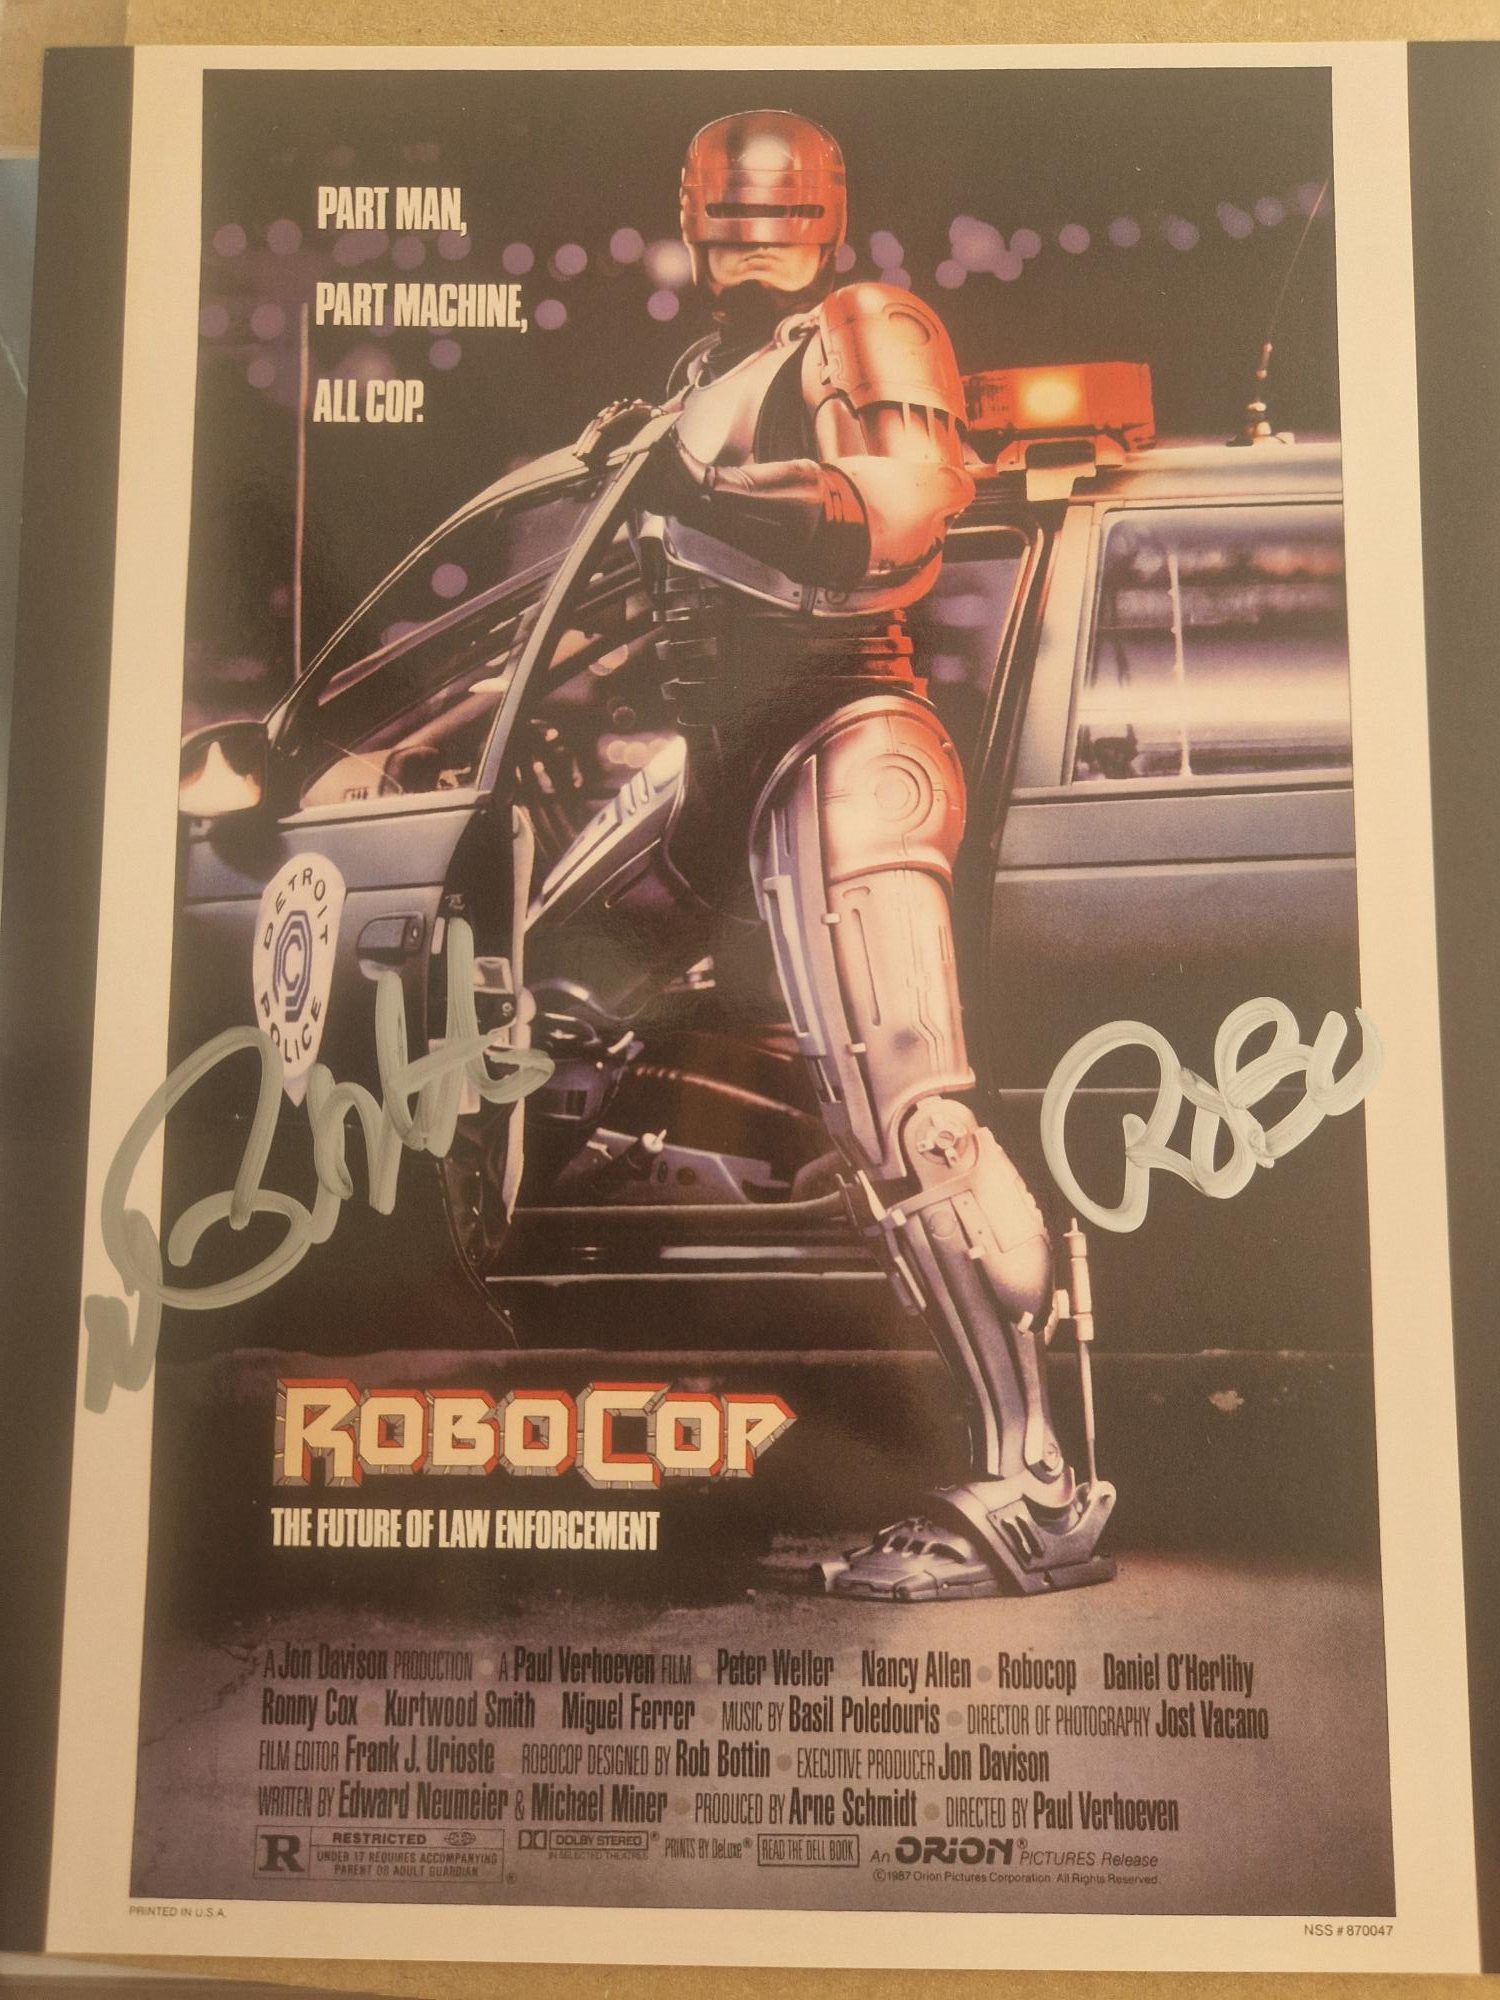 PART MAN,
PART MACHINE,
ALL COP.
DETROIT
POLICE
ROBO
ROBOCOP
THE FUTURE OF LAW ENFORCEMENT
A Jon Davison PRODUCTION • A Paul Verhoeven FILM • Peter Weller • Nancy Allen • Robocop • Daniel O'Herlihy
Ronny Cox • Kurtwood Smith • Miguel Ferrer • MUSIC BY Basil Poledouris • DIRECTOR OF PHOTOGRAPHY Jost Vacano
FILM EDITOR Frank J. Urioste • ROBOCOP DESIGNED BY Rob Bottin • EXECUTIVE PRODUCER Jon Davison
WRITTEN BY Edward Neumeier & Michael Miner • PRODUCED BY Arne Schmidt • DIRECTED BY Paul Verhoeven
R RESTRICTED
UNDER 17 REQUIRES ACCOMPANYING
PARENT OR ADULT GUARDIAN ®
DOLBY STEREO ®
IN SELECTED THEATRES
PRINTS BY DeLuxe®
READ THE DELL BOOK
An ORION® PICTURES Release
©1987 Orion Pictures Corporation. All Rights Reserved.
PRINTED IN U.S.A.
NSS # 870047